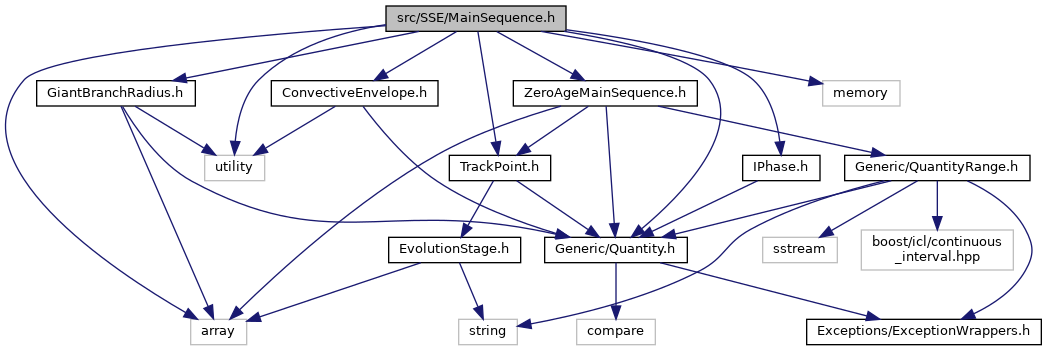 src/SSE/MainSequence.h
GiantBranchRadius.h
ConvectiveEnvelope.h
ZeroAgeMainSequence.h
memory
utility
TrackPoint.h
IPhase.h
Generic/QuantityRange.h
EvolutionStage.h
Generic/Quantity.h
sstream
boost/icl/continuous
_interval.hpp
array
string
compare
Exceptions/ExceptionWrappers.h